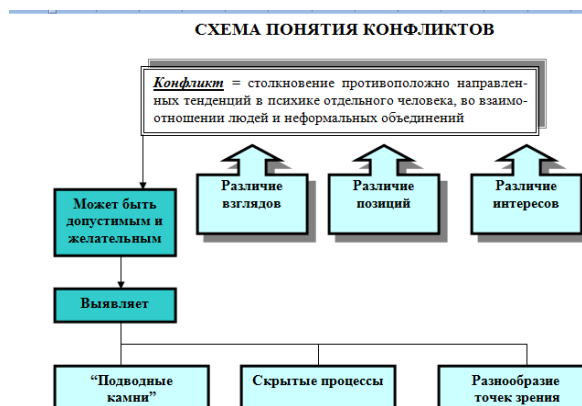 СХЕМА ПОНЯТИЯ КОНФЛИКТОВ
Конфликт = столкновение противоположно направлен-
ных тенденций в психике отдельного человека, во взаимо-
отношении людей и неформальных объединений
Различие
взглядов
Различие
позиций
Различие
интересов
Может быть
допустимым и
желательным
Выявляет
“Подводные
камни”
Скрытые процессы
Разнообразие
точек зрения